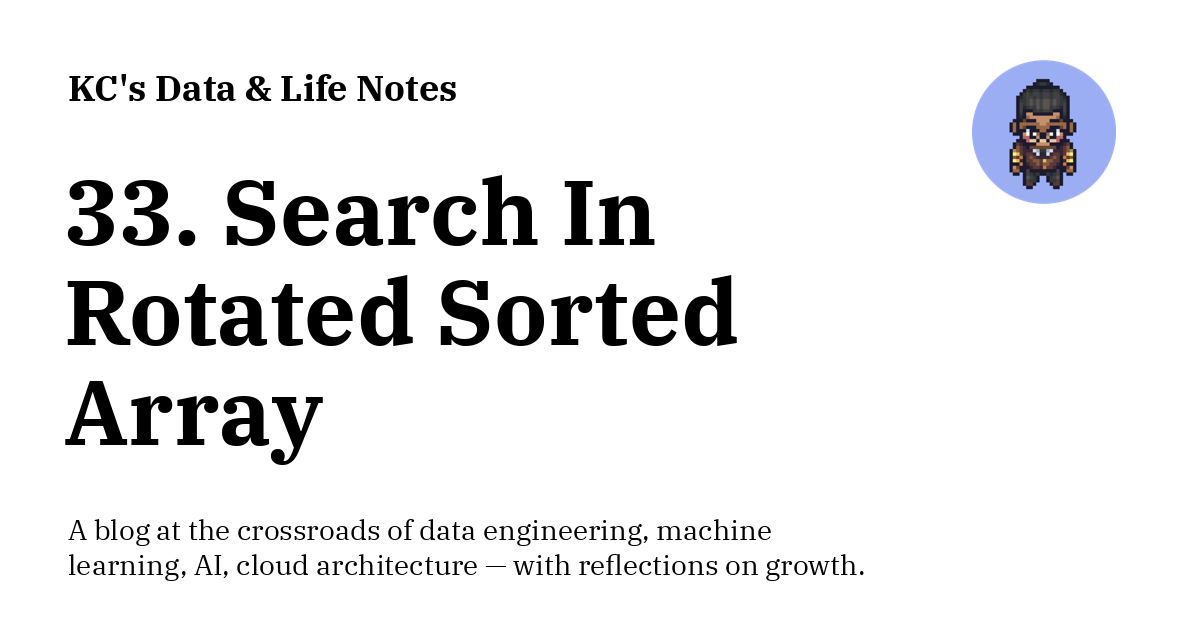 KC's Data & Life Notes
33. Search In
Rotated Sorted
Array
A blog at the crossroads of data engineering, machine
learning, AI, cloud architecture — with reflections on growth.